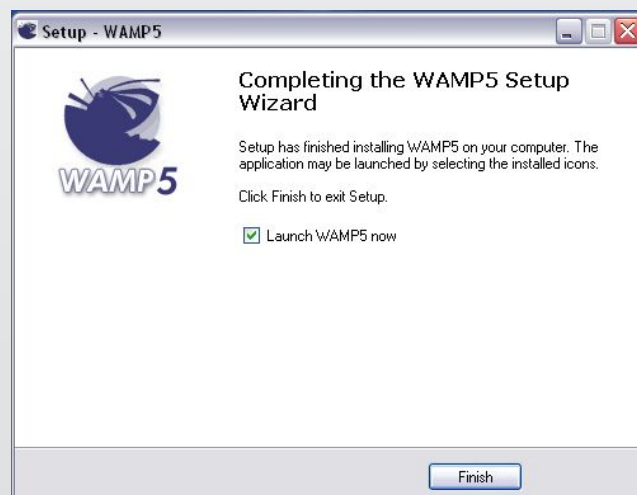 Setup - WAMP5
WAMP5
Completing the WAMP5 Setup
Wizard
Setup has finished installing WAMP5 on your computer. The
application may be launched by selecting the installed icons.
Click Finish to exit Setup.
Launch WAMP5 now
Finish